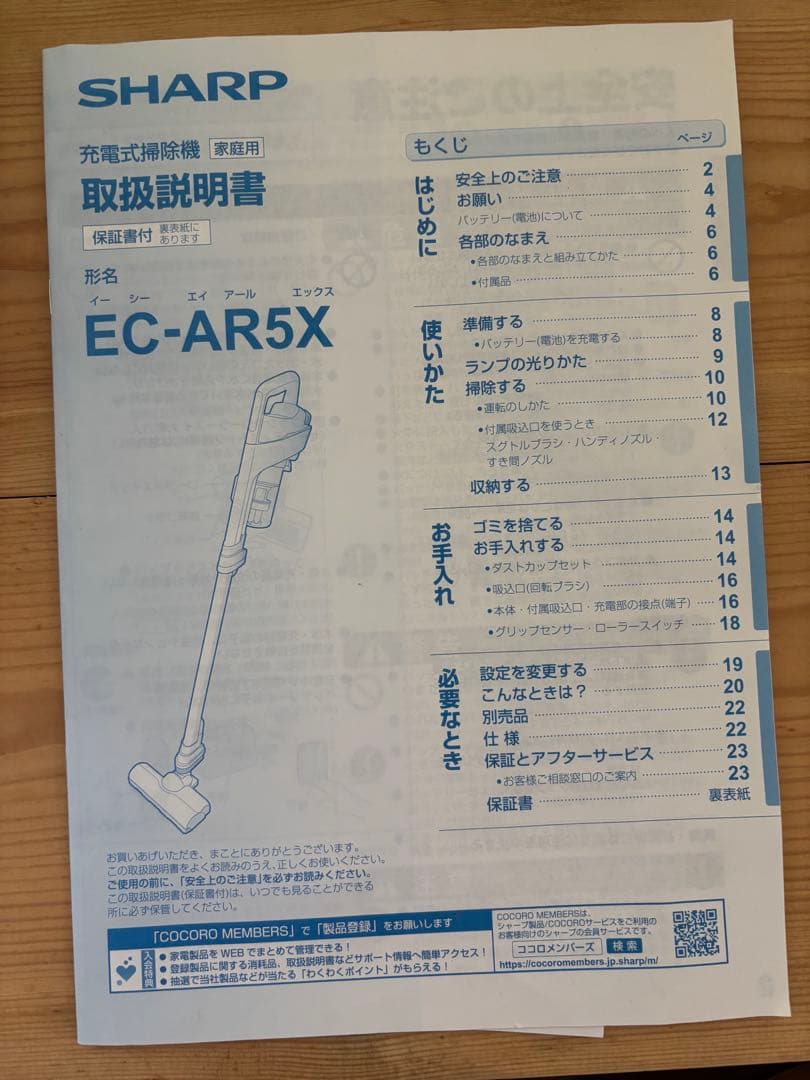 SHARP
充電式掃除機 家庭用
取扱説明書
保証書付 裏表紙に
あります
形名
イー シー エイ アール エックス
EC-AR5X
もくじ ページ
はじめに
安全上のご注意 2
お願い 4
バッテリー(電池)について 4
各部のなまえ 6
•各部のなまえと組み立てかた 6
•付属品 6
使いかた
準備する 8
•バッテリー(電池)を充電する 8
ランプの光りかた 9
掃除する 10
•運転のしかた 10
•付属吸込口を使うとき 12
スグトルブラシ・ハンディノズル・
すき間ノズル
収納する 13
お手入れ
ゴミを捨てる 14
お手入れする 14
•ダストカップセット 14
•吸込口(回転ブラシ) 16
•本体・付属吸込口・充電部の接点(端子) 16
•グリップセンサー・ローラースイッチ 18
必要なとき
設定を変更する 19
こんなときは? 20
別売品 22
仕様 22
保証とアフターサービス 23
•お客様ご相談窓口のご案内 23
保証書 裏表紙
お買いあげいただき、まことにありがとうございます。
この取扱説明書をよくお読みのうえ、正しくお使いください。
ご使用の前に、「安全上のご注意」を必ずお読みください。
この取扱説明書(保証書付)は、いつでも見ることができる
所に必ず保管してください。
「COCORO MEMBERS」で「製品登録」をお願いします
入会特典
● 家電製品をWEBでまとめて管理できる!
● 登録製品に関する消耗品、取扱説明書などサポート情報へ簡単アクセス!
● 抽選で当社製品などが当たる「わくわくポイント」がもらえる!
COCORO MEMBERSは、
シャープ製品/COCOROサービスをご利用の
お客様向けのシャープの会員サービスです。
ココロメンバーズ 検索
https://cocoromembers.jp.sharp/m/